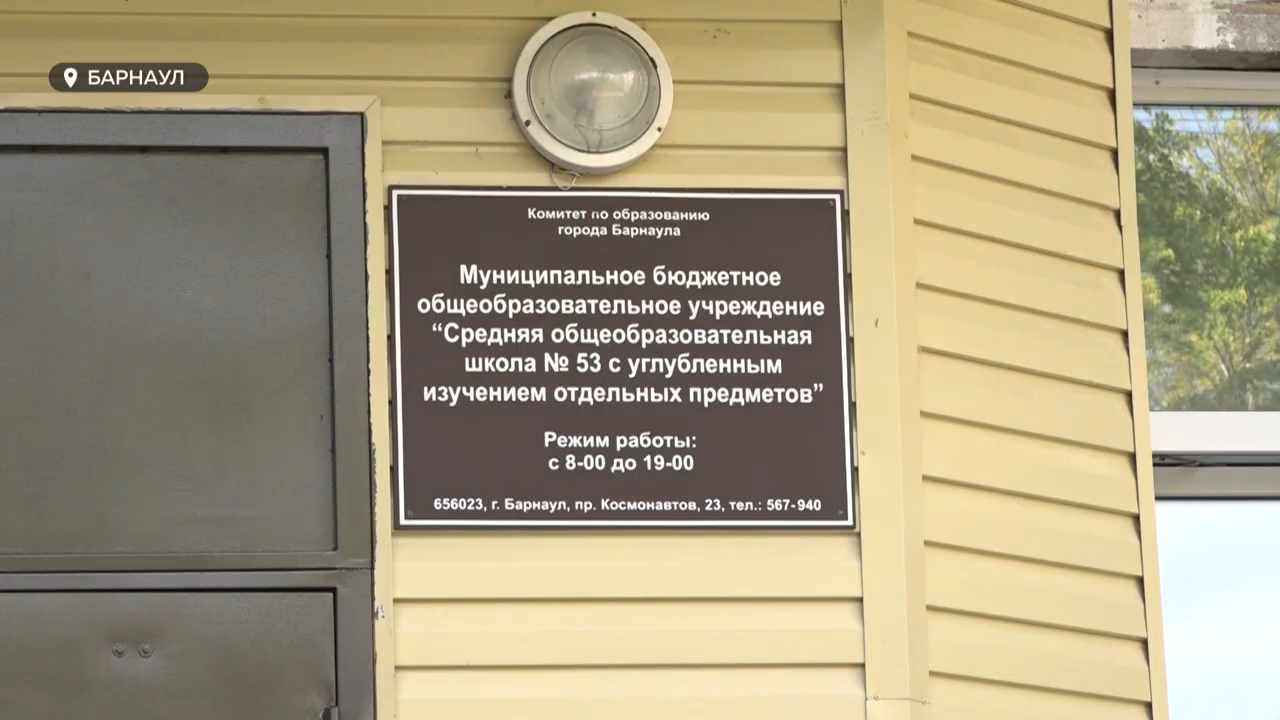 БАРНАУЛ
Комитет по образованию
города Барнаула
Муниципальное бюджетное
общеобразовательное учреждение
“Средняя общеобразовательная
школа № 53 с углубленным
изучением отдельных предметов”
Режим работы:
с 8-00 до 19-00
656023, г. Барнаул, пр. Космонавтов, 23, тел.: 567-940